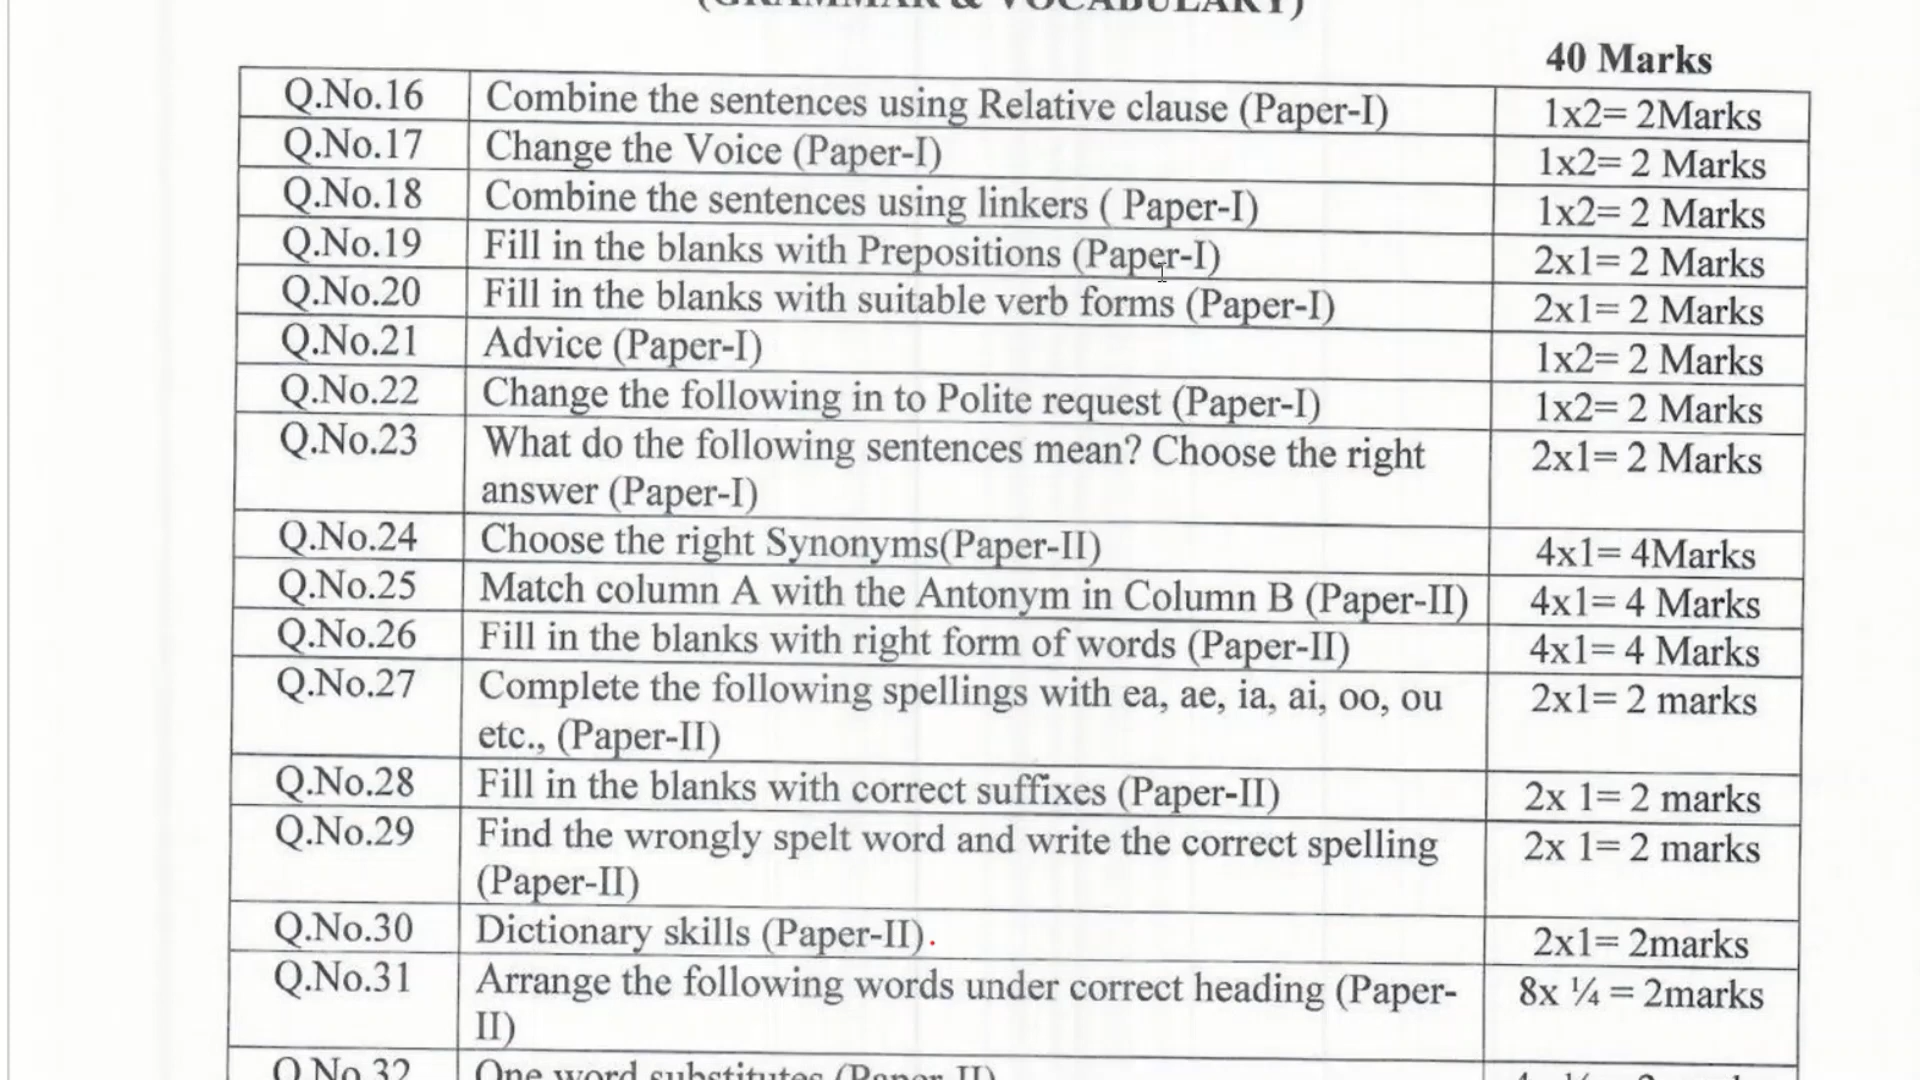 (GRAMMAR & VOCABULARY)
40 Marks
Q.No.16 Combine the sentences using Relative clause (Paper-I) 1x2= 2Marks
Q.No.17 Change the Voice (Paper-I) 1x2= 2 Marks
Q.No.18 Combine the sentences using linkers ( Paper-I) 1x2= 2 Marks
Q.No.19 Fill in the blanks with Prepositions (Paper-I) 2x1= 2 Marks
Q.No.20 Fill in the blanks with suitable verb forms (Paper-I) 2x1= 2 Marks
Q.No.21 Advice (Paper-I) 1x2= 2 Marks
Q.No.22 Change the following in to Polite request (Paper-I) 1x2= 2 Marks
Q.No.23 What do the following sentences mean? Choose the right 2x1= 2 Marks
answer (Paper-I)
Q.No.24 Choose the right Synonyms(Paper-II) 4x1= 4Marks
Q.No.25 Match column A with the Antonym in Column B (Paper-II) 4x1= 4 Marks
Q.No.26 Fill in the blanks with right form of words (Paper-II) 4x1= 4 Marks
Q.No.27 Complete the following spellings with ea, ae, ia, ai, oo, ou 2x1= 2 marks
etc., (Paper-II)
Q.No.28 Fill in the blanks with correct suffixes (Paper-II) 2x 1= 2 marks
Q.No.29 Find the wrongly spelt word and write the correct spelling 2x 1= 2 marks
(Paper-II)
Q.No.30 Dictionary skills (Paper-II). 2x1= 2marks
Q.No.31 Arrange the following words under correct heading (Paper- 8x ¼ = 2marks
II)
Q.No.32 One word substitutes (Paper-II)